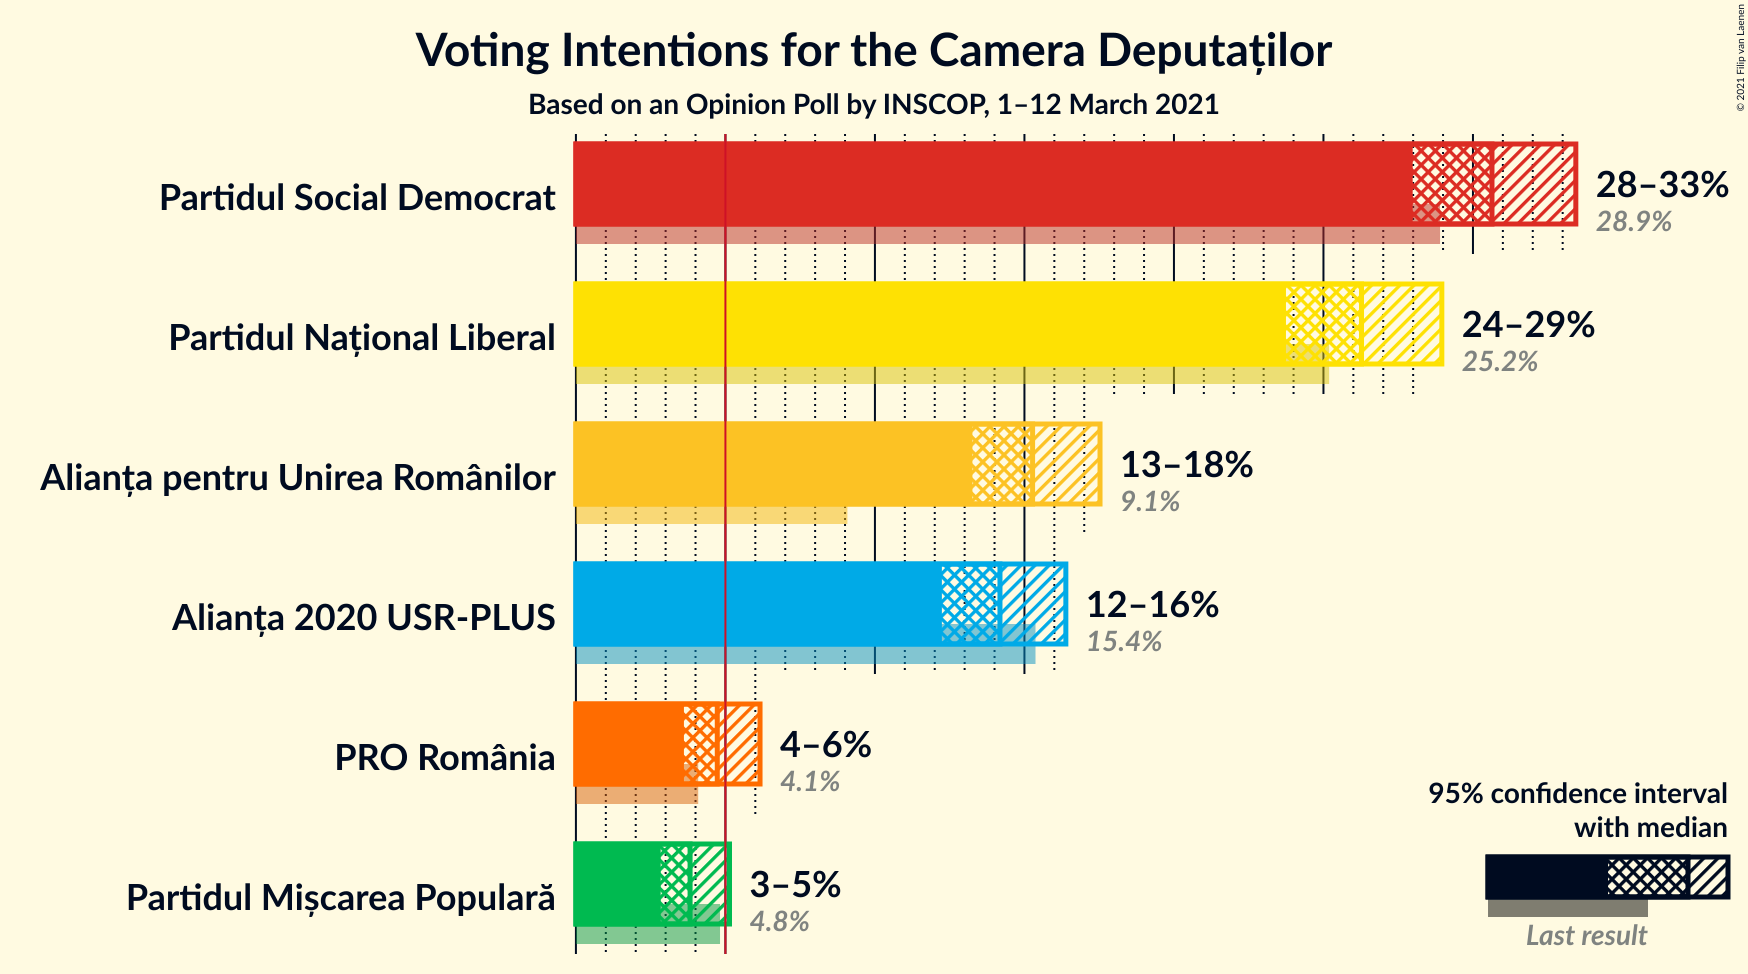 Voting Intentions for the Camera Deputaților
Based on an Opinion Poll by INSCOP, 1–12 March 2021
© 2021 Filip van Laenen
Partidul Social Democrat
28–33%
28.9%
Partidul Național Liberal
24–29%
25.2%
Alianța pentru Unirea Românilor
13–18%
9.1%
Alianța 2020 USR-PLUS
12–16%
15.4%
PRO România
4–6%
4.1%
Partidul Mișcarea Populară
3–5%
4.8%
95% confidence interval
with median
Last result